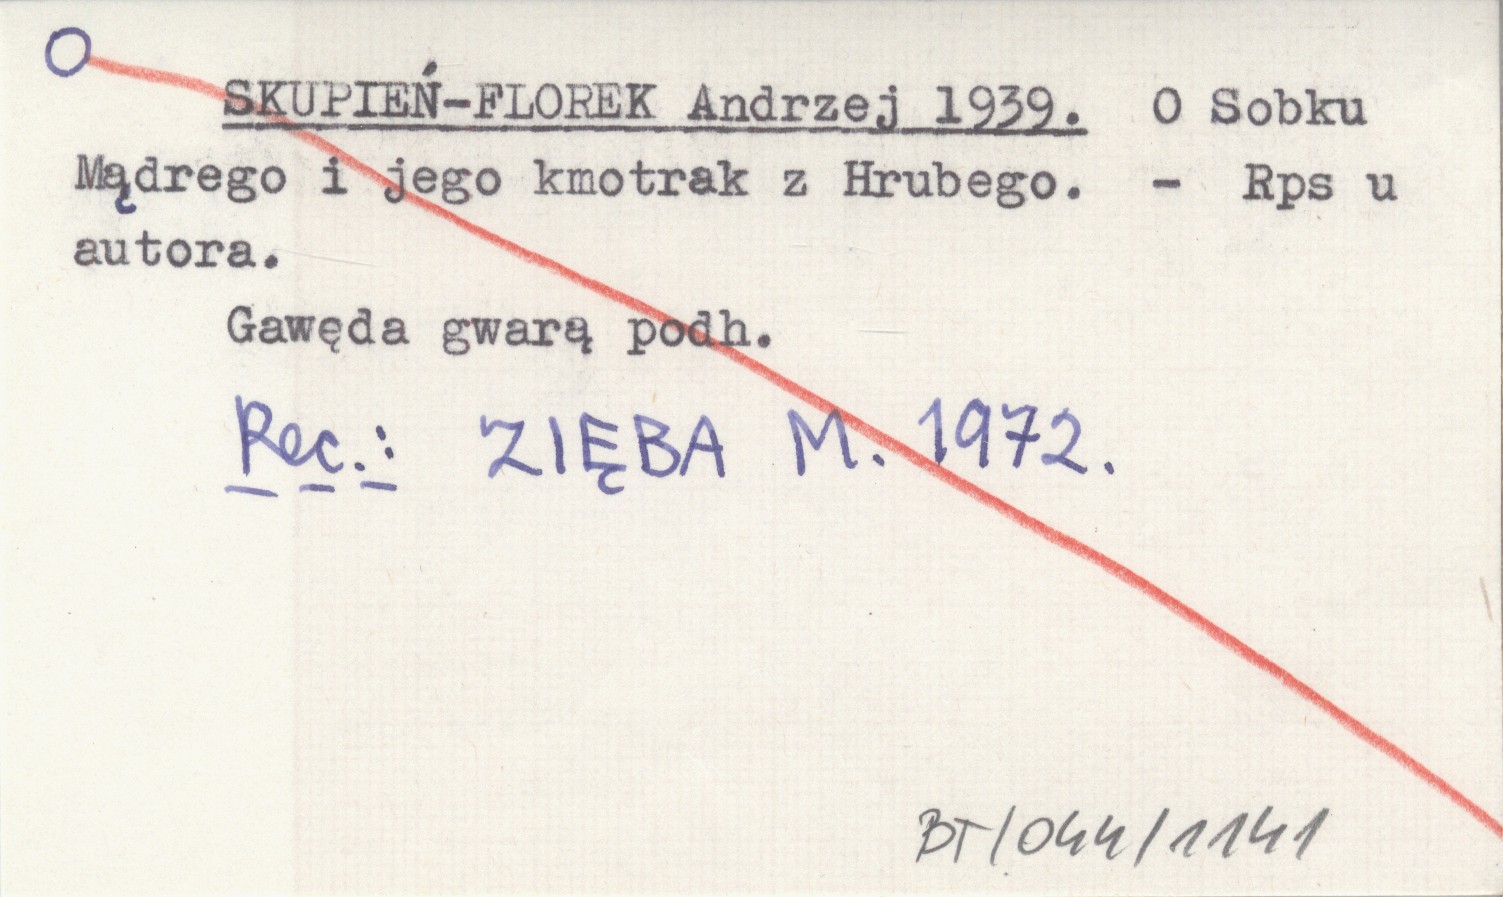 SKUPIEŃ-FLOREK Andrzej 1939. O Sobku
Mądrego i jego kmotrak z Hrubego. - Rps u
autora.
Gawęda gwarą podh.
Rec.: ZIĘBA M. 1972.
BT/044/1141